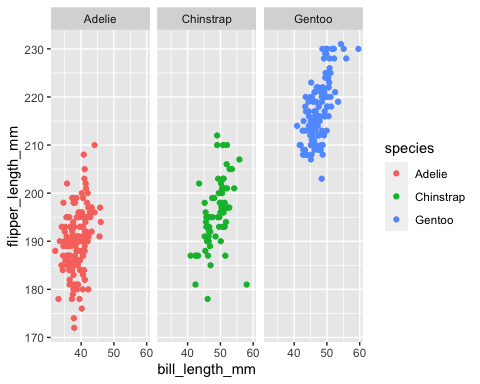 Adelie Chinstrap Gentoo
230
220
210
200
190
180
170
flipper_length_mm
40 50 60 40 50 60 40 50 60
bill_length_mm
species
Adelie
Chinstrap
Gentoo